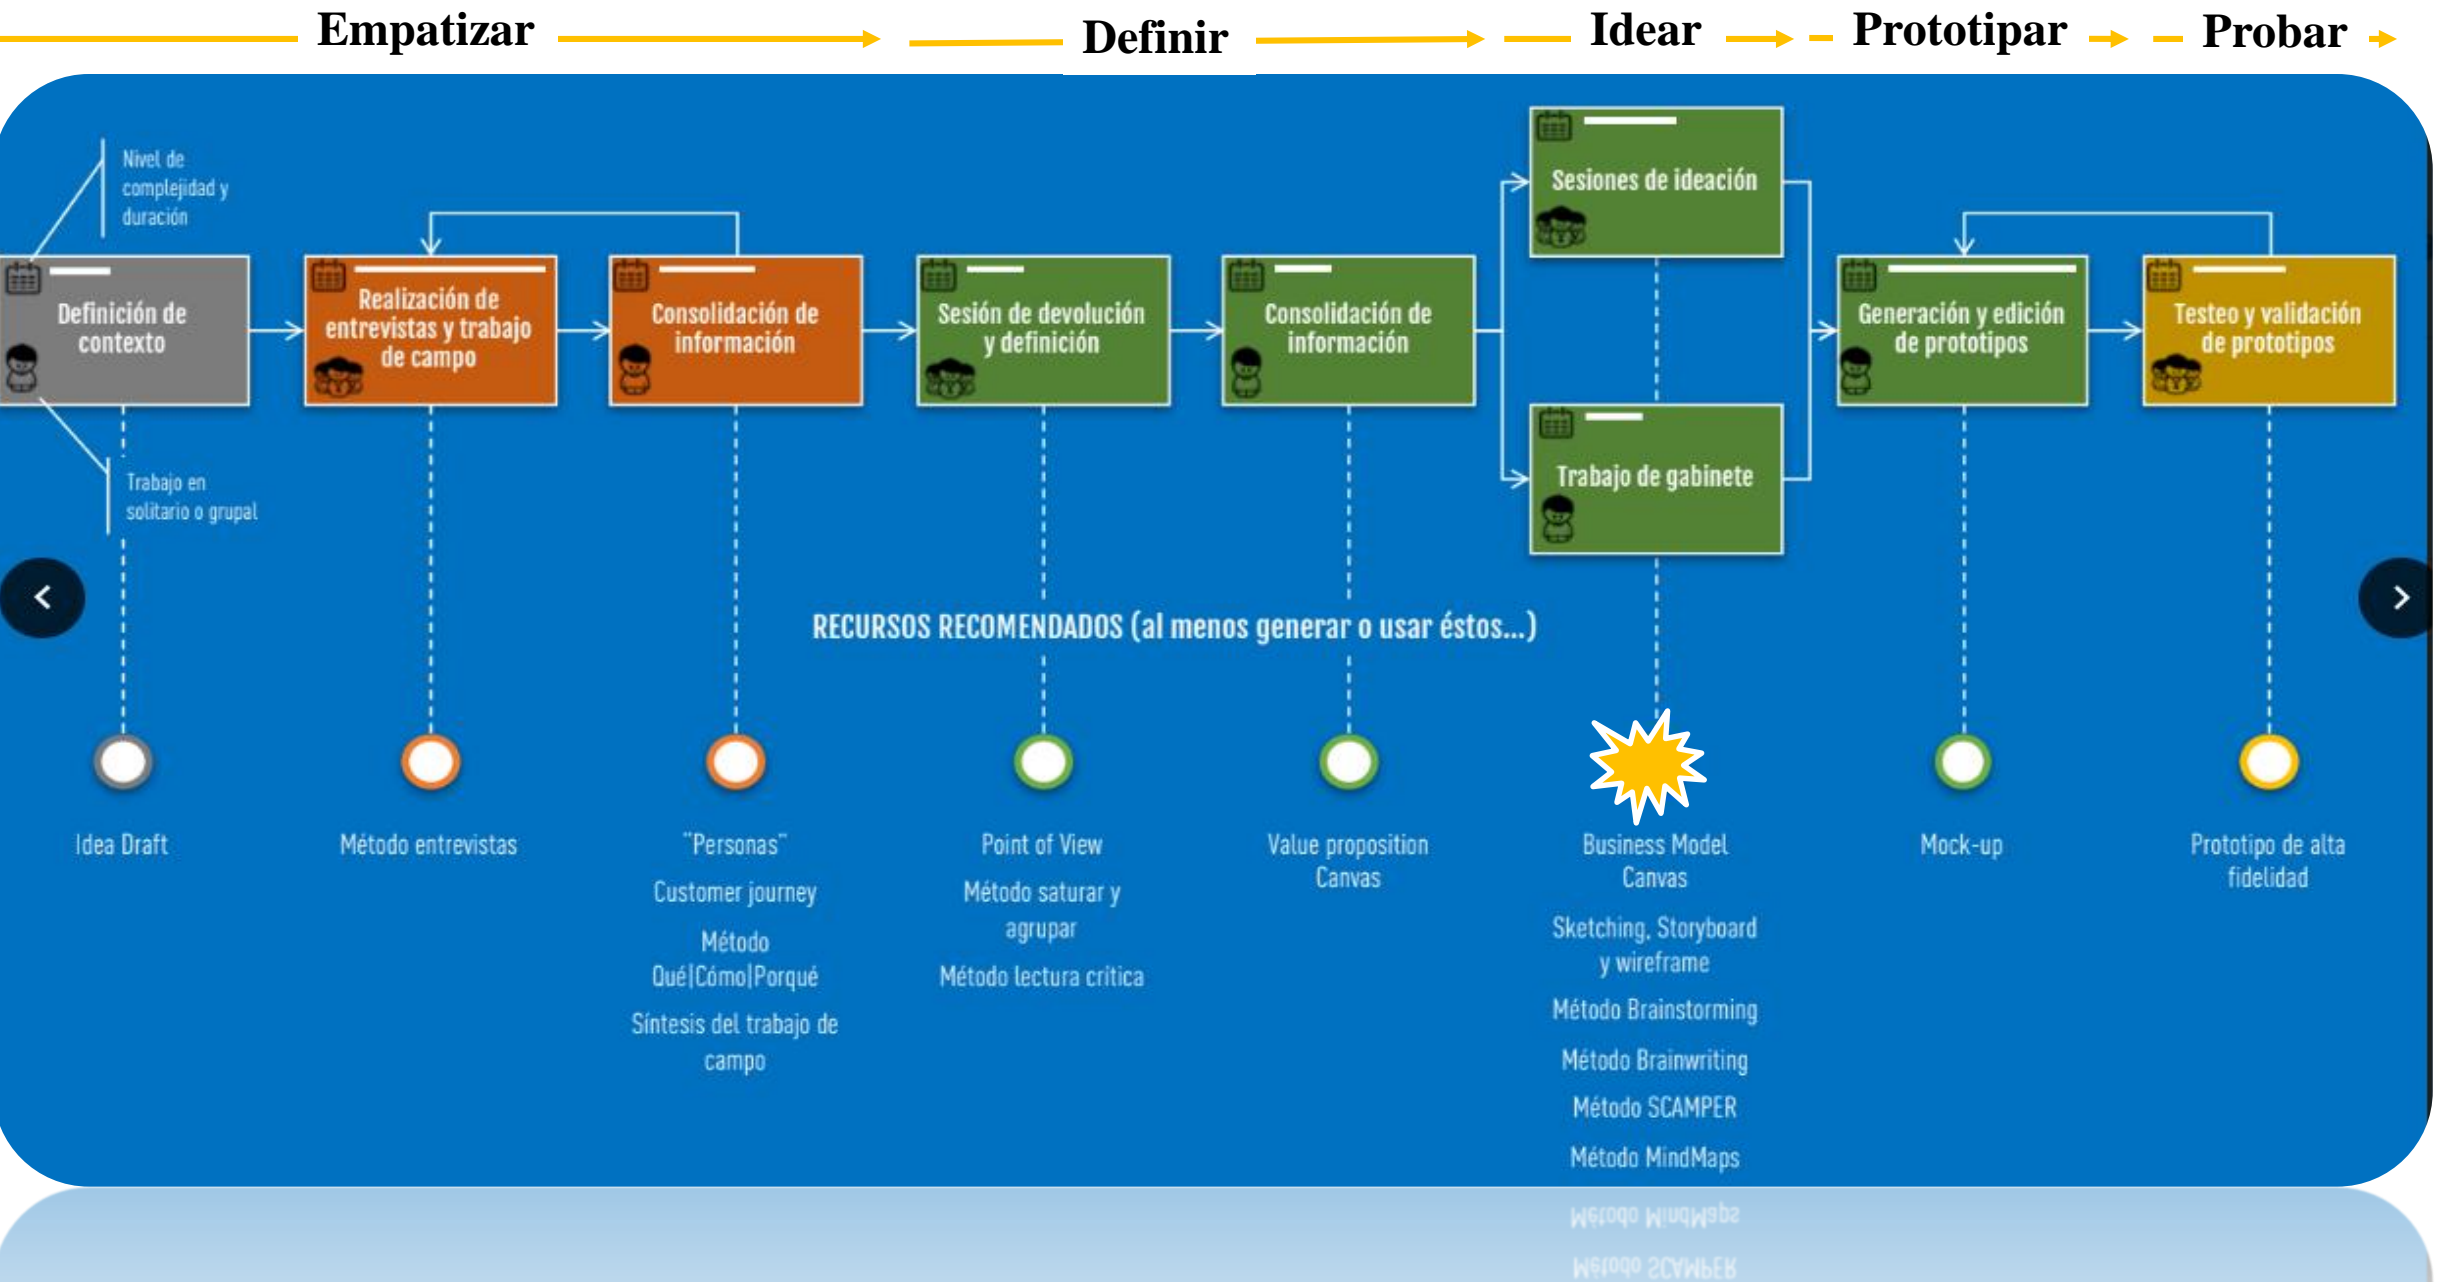 Empatizar
Definir
Idear
Prototipar
Probar
Nivel de
complejidad y
duración
Definición de
contexto
Trabajo en
solitario o grupal
Realización de
entrevistas y trabajo
de campo
Consolidación de
información
Sesión de devolución
y definición
Consolidación de
información
Sesiones de ideación
Trabajo de gabinete
Generación y edición
de prototipos
Testeo y validación
de prototipos
RECURSOS RECOMENDADOS (al menos generar o usar éstos...)
Idea Draft
Método entrevistas
"Personas"
Customer journey
Método
Qué|Cómo|Porqué
Síntesis del trabajo de
campo
Point of View
Método saturar y
agrupar
Método lectura crítica
Value proposition
Canvas
Business Model
Canvas
Sketching, Storyboard
y wireframe
Método Brainstorming
Método Brainwriting
Método SCAMPER
Método MindMaps
Mock-up
Prototipo de alta
fidelidad